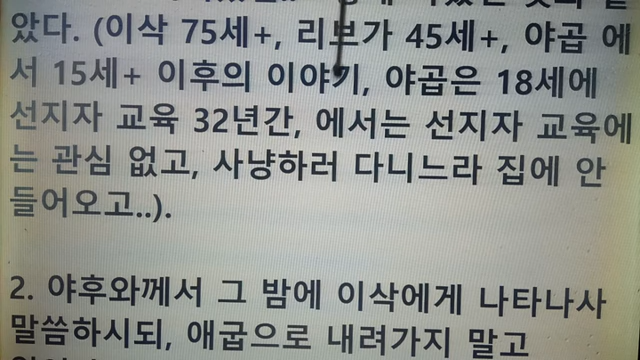 았다. (이삭 75세+, 리브가 45세+, 야곱 에
서 15세+ 이후의 이야기, 야곱은 18세에
선지자 교육 32년간, 에서는 선지자 교육에
는 관심 없고, 사냥하러 다니느라 집에 안
들어오고..).
2. 야후와께서 그 밤에 이삭에게 나타나사
말씀하시되, 애굽으로 내려가지 말고